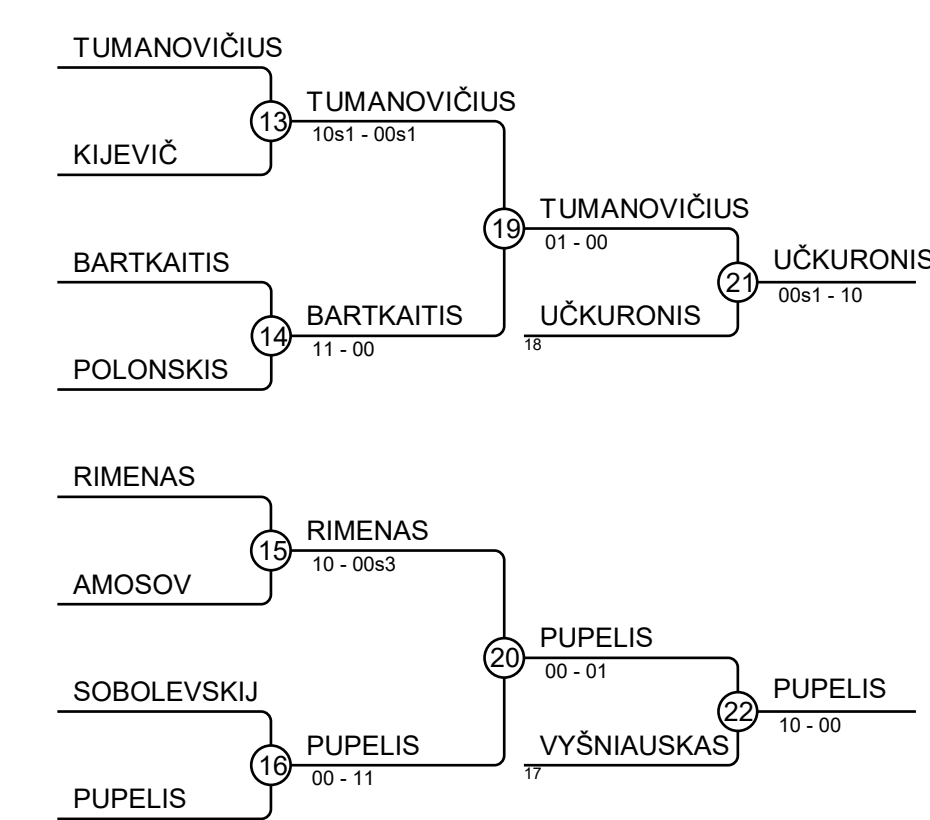 TUMANOVIČIUS
13
TUMANOVIČIUS
10s1 - 00s1
KIJEVIČ
19
TUMANOVIČIUS
01 - 00
BARTKAITIS
21
UČKURONIS
00s1 - 10
14
BARTKAITIS
11 - 00
UČKURONIS
18
POLONSKIS
RIMENAS
15
RIMENAS
10 - 00s3
AMOSOV
20
PUPELIS
00 - 01
SOBOLEVSKIJ
22
PUPELIS
10 - 00
16
PUPELIS
00 - 11
VYŠNIAUSKAS
17
PUPELIS